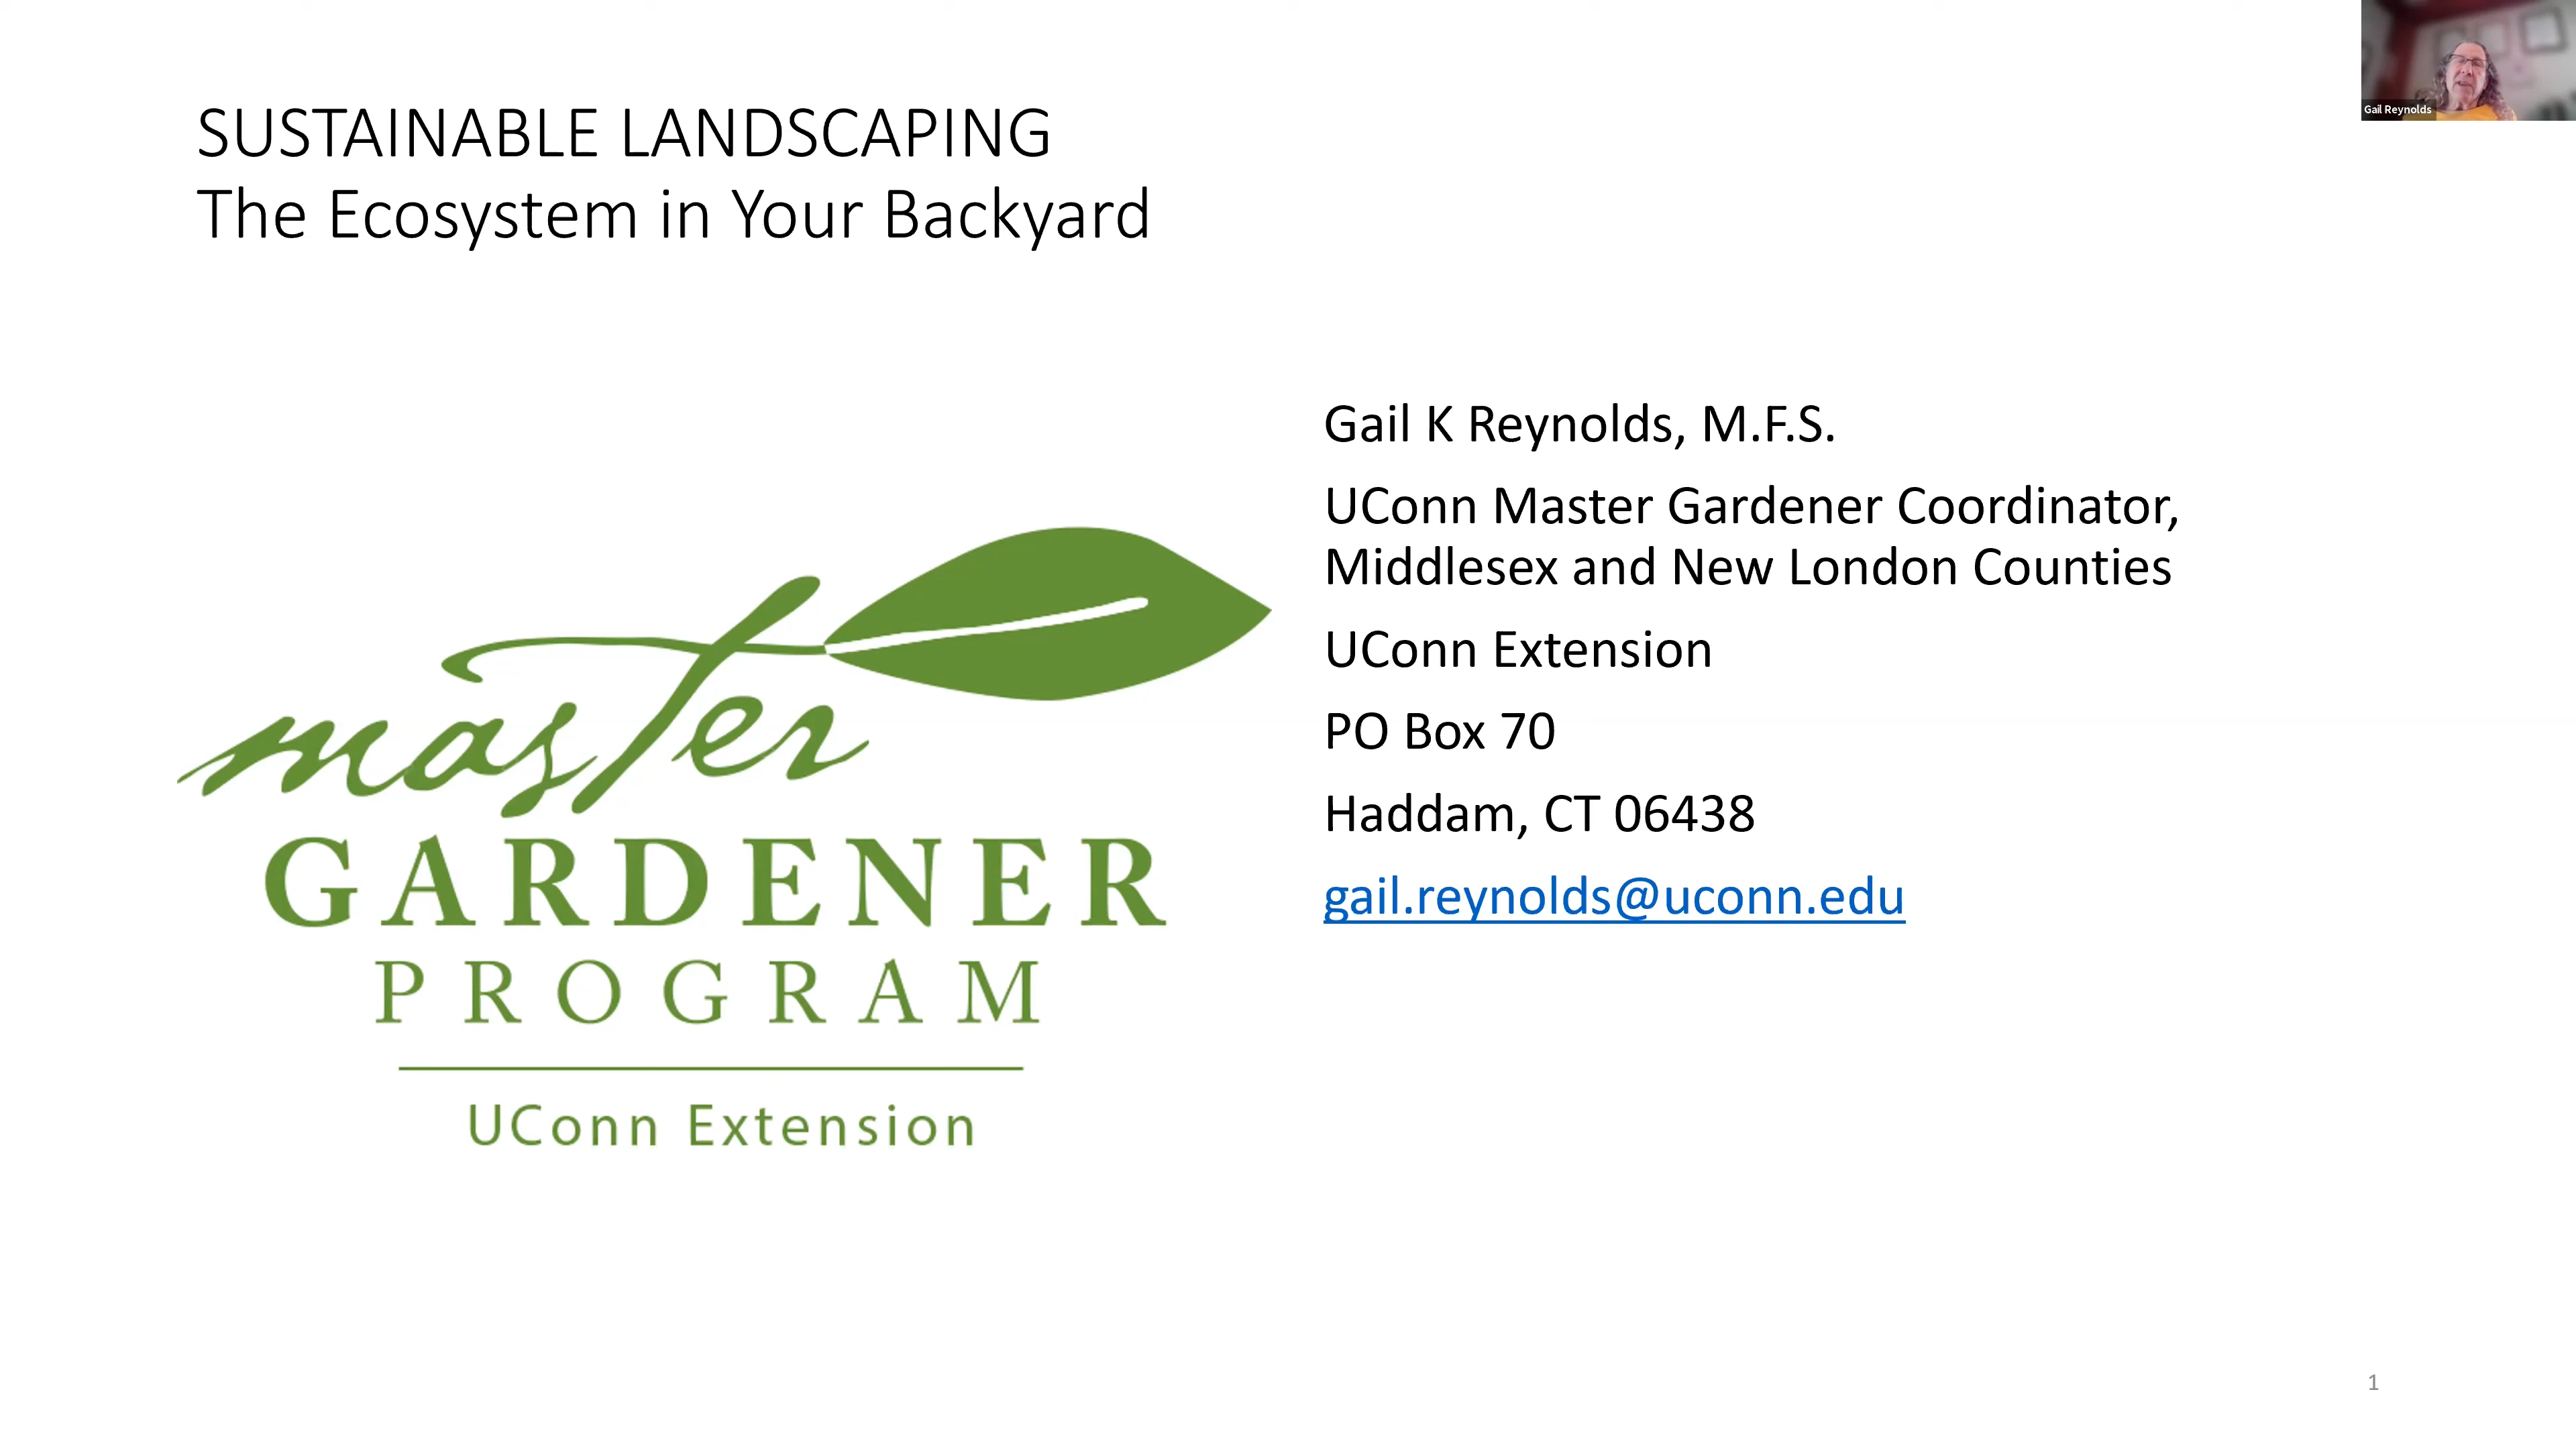 SUSTAINABLE LANDSCAPING
The Ecosystem in Your Backyard
Gail Reynolds
Gail K Reynolds, M.F.S.
UConn Master Gardener Coordinator,
Middlesex and New London Counties
UConn Extension
PO Box 70
Haddam, CT 06438
gail.reynolds@uconn.edu
master
GARDENER
PROGRAM
UConn Extension
1